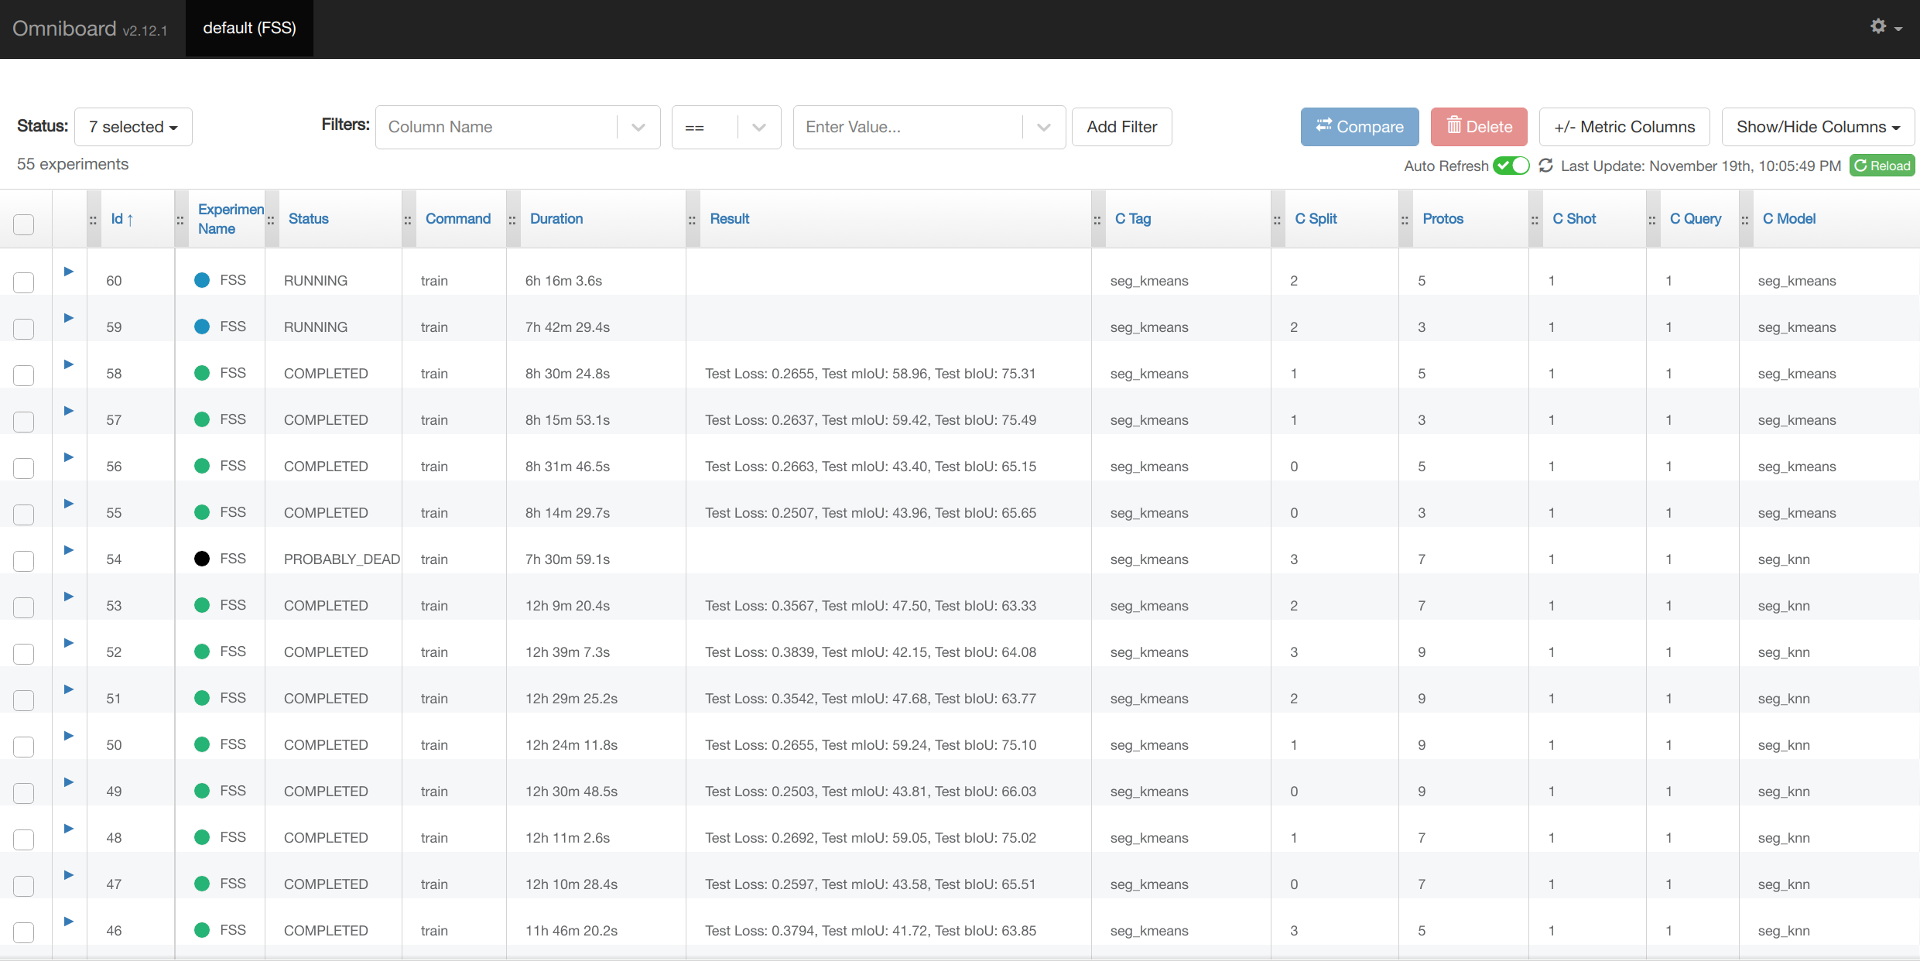 Omniboard v2.12.1 default (FSS)
Status: 7 selected Filters: Column Name == Enter Value... Add Filter Compare Delete +/- Metric Columns Show/Hide Columns
55 experiments Auto Refresh Last Update: November 19th, 10:05:49 PM Reload
Id ↑ Experimen Name Status Command Duration Result C Tag C Split Protos C Shot C Query C Model
60 FSS RUNNING train 6h 16m 3.6s seg_kmeans 2 5 1 1 seg_kmeans
59 FSS RUNNING train 7h 42m 29.4s seg_kmeans 2 3 1 1 seg_kmeans
58 FSS COMPLETED train 8h 30m 24.8s Test Loss: 0.2655, Test mIoU: 58.96, Test bIoU: 75.31 seg_kmeans 1 5 1 1 seg_kmeans
57 FSS COMPLETED train 8h 15m 53.1s Test Loss: 0.2637, Test mIoU: 59.42, Test bIoU: 75.49 seg_kmeans 1 3 1 1 seg_kmeans
56 FSS COMPLETED train 8h 31m 46.5s Test Loss: 0.2663, Test mIoU: 43.40, Test bIoU: 65.15 seg_kmeans 0 5 1 1 seg_kmeans
55 FSS COMPLETED train 8h 14m 29.7s Test Loss: 0.2507, Test mIoU: 43.96, Test bIoU: 65.65 seg_kmeans 0 3 1 1 seg_kmeans
54 FSS PROBABLY_DEAD train 7h 30m 59.1s seg_kmeans 3 7 1 1 seg_knn
53 FSS COMPLETED train 12h 9m 20.4s Test Loss: 0.3567, Test mIoU: 47.50, Test bIoU: 63.33 seg_kmeans 2 7 1 1 seg_knn
52 FSS COMPLETED train 12h 39m 7.3s Test Loss: 0.3839, Test mIoU: 42.15, Test bIoU: 64.08 seg_kmeans 3 9 1 1 seg_knn
51 FSS COMPLETED train 12h 29m 25.2s Test Loss: 0.3542, Test mIoU: 47.68, Test bIoU: 63.77 seg_kmeans 2 9 1 1 seg_knn
50 FSS COMPLETED train 12h 24m 11.8s Test Loss: 0.2655, Test mIoU: 59.24, Test bIoU: 75.10 seg_kmeans 1 9 1 1 seg_knn
49 FSS COMPLETED train 12h 30m 48.5s Test Loss: 0.2503, Test mIoU: 43.81, Test bIoU: 66.03 seg_kmeans 0 9 1 1 seg_knn
48 FSS COMPLETED train 12h 11m 2.6s Test Loss: 0.2692, Test mIoU: 59.05, Test bIoU: 75.02 seg_kmeans 1 7 1 1 seg_knn
47 FSS COMPLETED train 12h 10m 28.4s Test Loss: 0.2597, Test mIoU: 43.58, Test bIoU: 65.51 seg_kmeans 0 7 1 1 seg_knn
46 FSS COMPLETED train 11h 46m 20.2s Test Loss: 0.3794, Test mIoU: 41.72, Test bIoU: 63.85 seg_kmeans 3 5 1 1 seg_knn